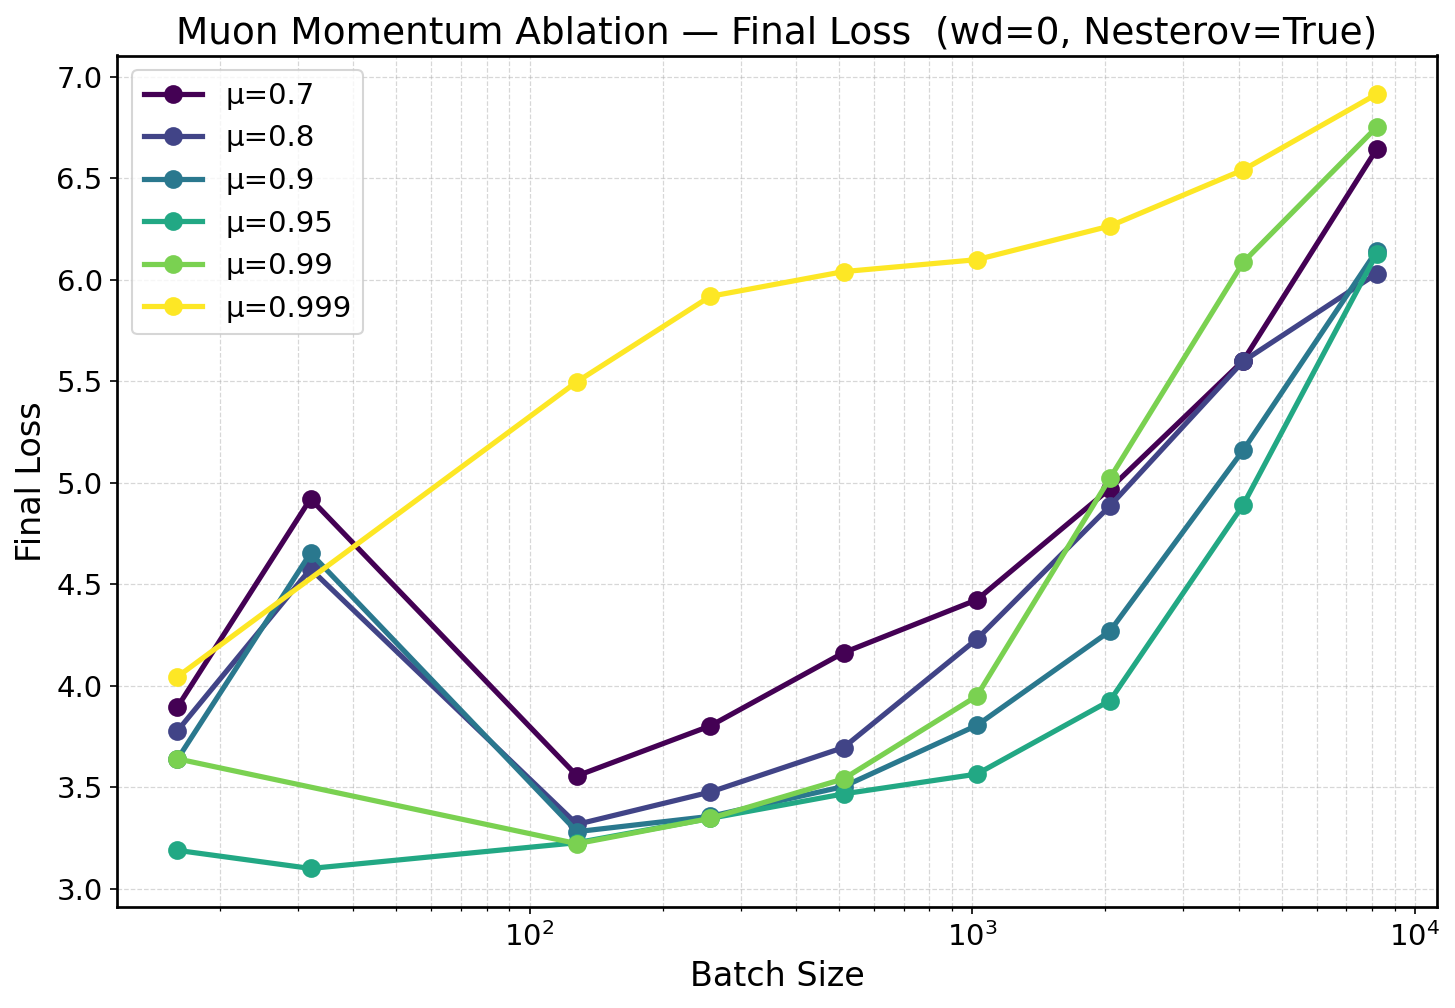 Muon Momentum Ablation — Final Loss (wd=0, Nesterov=True)
μ=0.7
μ=0.8
μ=0.9
μ=0.95
μ=0.99
μ=0.999
Final Loss
7.0
6.5
6.0
5.5
5.0
4.5
4.0
3.5
3.0
10² 10³ 10⁴
Batch Size